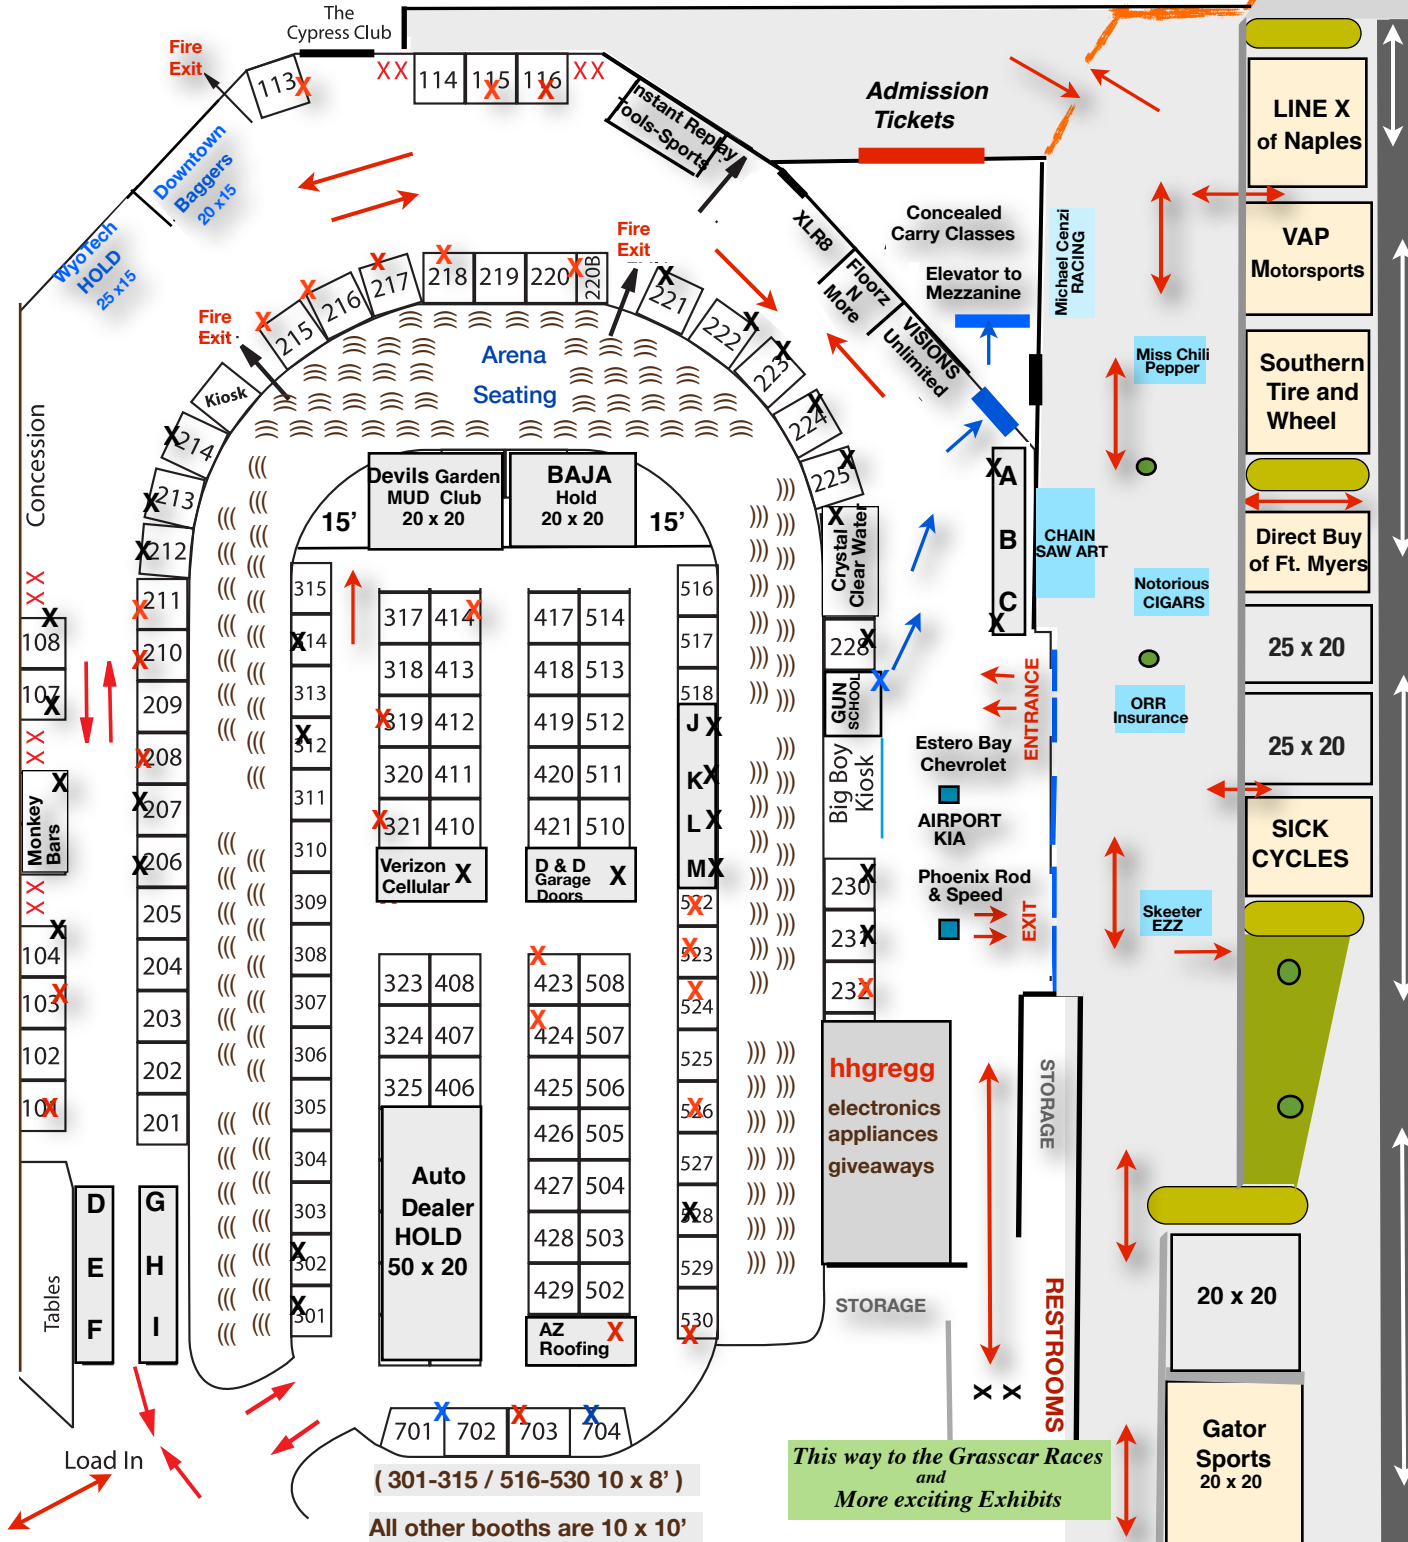 The
Cypress Club
Fire
Exit
113
X
X X
114
115
X
116
X
X X
Instant Replay
Tools-Sports
Admission
Tickets
LINE X
of Naples
Downtown
Baggers
20 x15
WyoTech
HOLD
25 x15
XLR8
Floorz
N
More
VISIONS
Unlimited
Concealed
Carry Classes
Elevator to
Mezzanine
Michael Cenzi
RACING
VAP
Motorsports
Miss Chili
Pepper
Southern
Tire and
Wheel
Fire
Exit
Fire
Exit
215
X
216
X
217
X
218
X
219
220
X
220B
221
X
222
X
223
X
224
X
225
X
Kiosk
214
X
213
X
212
X
Arena
Seating
Concession
Devils Garden
MUD Club
20 x 20
BAJA
Hold
20 x 20
15’
15’
Crystal
Clear Water
X
X
A
B
C
X
CHAIN
SAW ART
Direct Buy
of Ft. Myers
Notorious
CIGARS
25 x 20
25 x 20
ORR
Insurance
X X
108
X
107
X
X X
Monkey
Bars
X
X X
104
X
103
X
102
101
X
211
X
210
X
209
208
X
207
X
206
X
205
204
203
202
201
315
314
X
313
312
X
311
310
309
308
307
306
305
304
303
302
X
301
X
317 414
X
318 413
319 412
X
320 411
321 410
X
Verizon
Cellular
X
417 514
418 513
419 512
420 511
421 510
D & D
Garage
Doors
X
516
517
518
J X
K X
L X
M X
522
X
523
X
524
X
525
526
X
527
528
X
529
530
X
323 408
324 407
325 406
Auto
Dealer
HOLD
50 x 20
423 508
X
424 507
X
425 506
426 505
427 504
428 503
429 502
AZ
Roofing
X
228
X
GUN
SCHOOL
X
Big Boy
Kiosk
230
X
231
X
232
X
ENTRANCE
Estero Bay
Chevrolet
AIRPORT
KIA
Phoenix Rod
& Speed
EXIT
SICK
CYCLES
Skeeter
EZZ
hhgregg
electronics
appliances
giveaways
STORAGE
STORAGE
RESTROOMS
X X
20 x 20
Gator
Sports
20 x 20
Tables
D
E
F
G
H
I
Load In
701
X
702
703
X
704
X
( 301-315 / 516-530 10 x 8’ )
All other booths are 10 x 10’
This way to the Grasscar Races
and
More exciting Exhibits